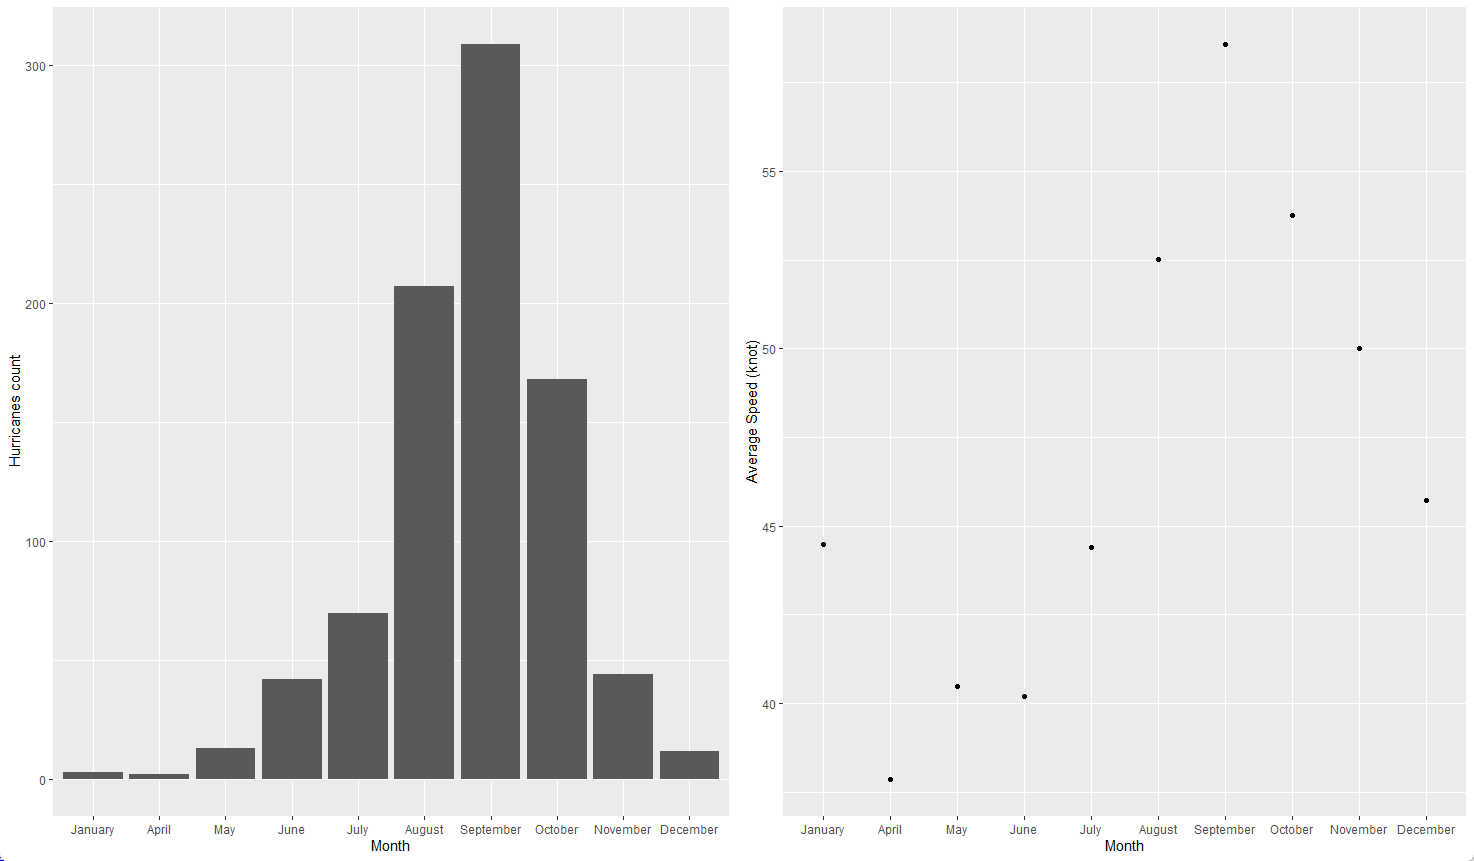 Hurricanes count
300
200
100
0
January April May June July August September October November December
Month
Average Speed (knot)
55
50
45
40
January April May June July August September October November December
Month